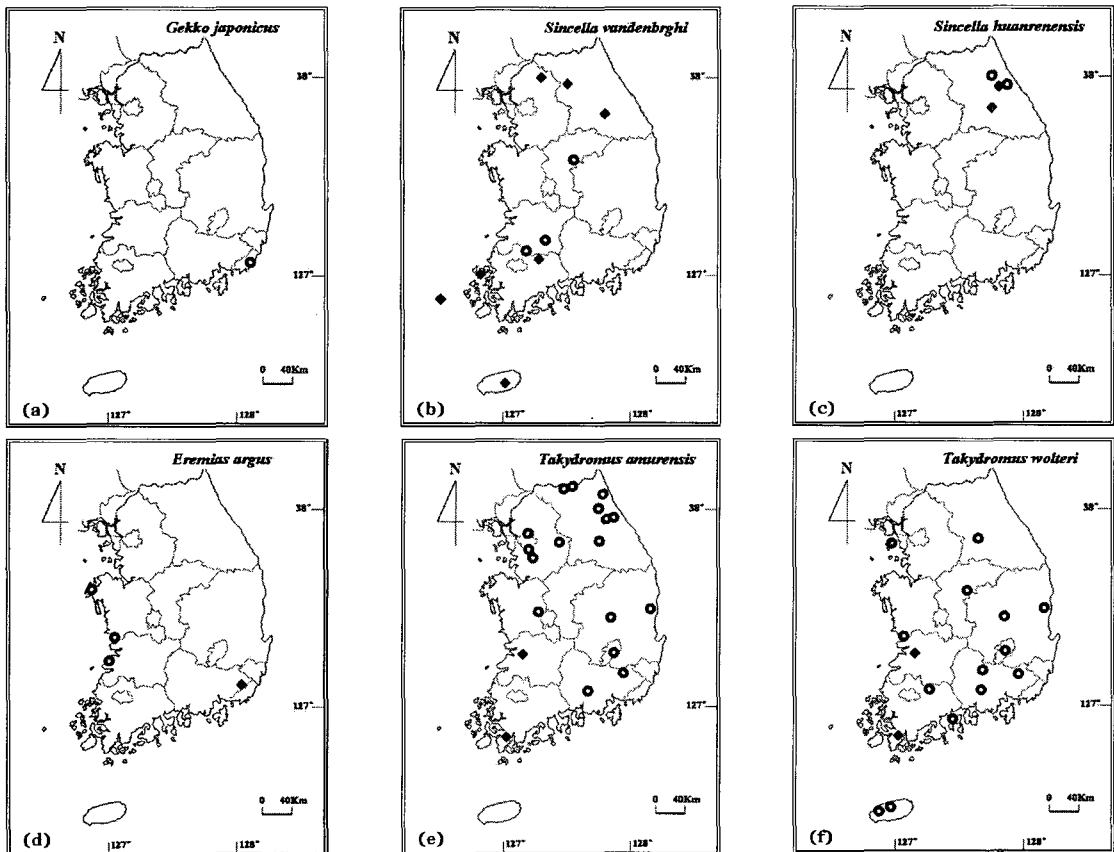 Gekko japonicus
N
38°
127°
0 40Km
(a)
127° 128°
Sincella vandenbrghi
N
38°
127°
0 40Km
(b)
127° 128°
Sincella huanrenensis
N
38°
127°
0 40Km
(c)
127° 128°
Eremias argus
N
38°
127°
0 40Km
(d)
127° 128°
Takydromus amurensis
N
38°
127°
0 40Km
(e)
127° 128°
Takydromus wolteri
N
38°
127°
0 40Km
(f)
127° 128°